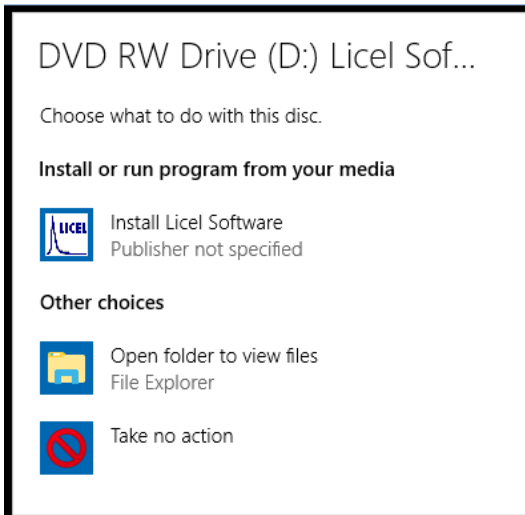 DVD RW Drive (D:) Licel Sof...
Choose what to do with this disc.
Install or run program from your media
LICEL
Install Licel Software
Publisher not specified
Other choices
Open folder to view files
File Explorer
Take no action